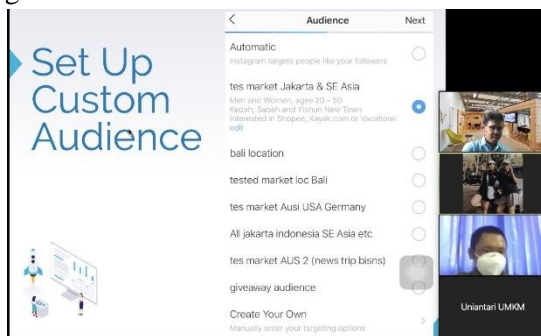 Set Up
Custom
Audience
Audience
Next
Automatic
Instagram targets people like your followers
tes market Jakarta & SE Asia
Men and Women, ages 20 - 50
Kedah, Sabah and Yishun New Town
Interested in Shopee, Kayak.com or Vacations
edit
bali location
tested market loc Bali
tes market Ausi USA Germany
All jakarta indonesia SE Asia etc
tes market AUS 2 (news trip bisns)
giveaway audience
Create Your Own
Manually enter your targeting options
Uniantari UMKM